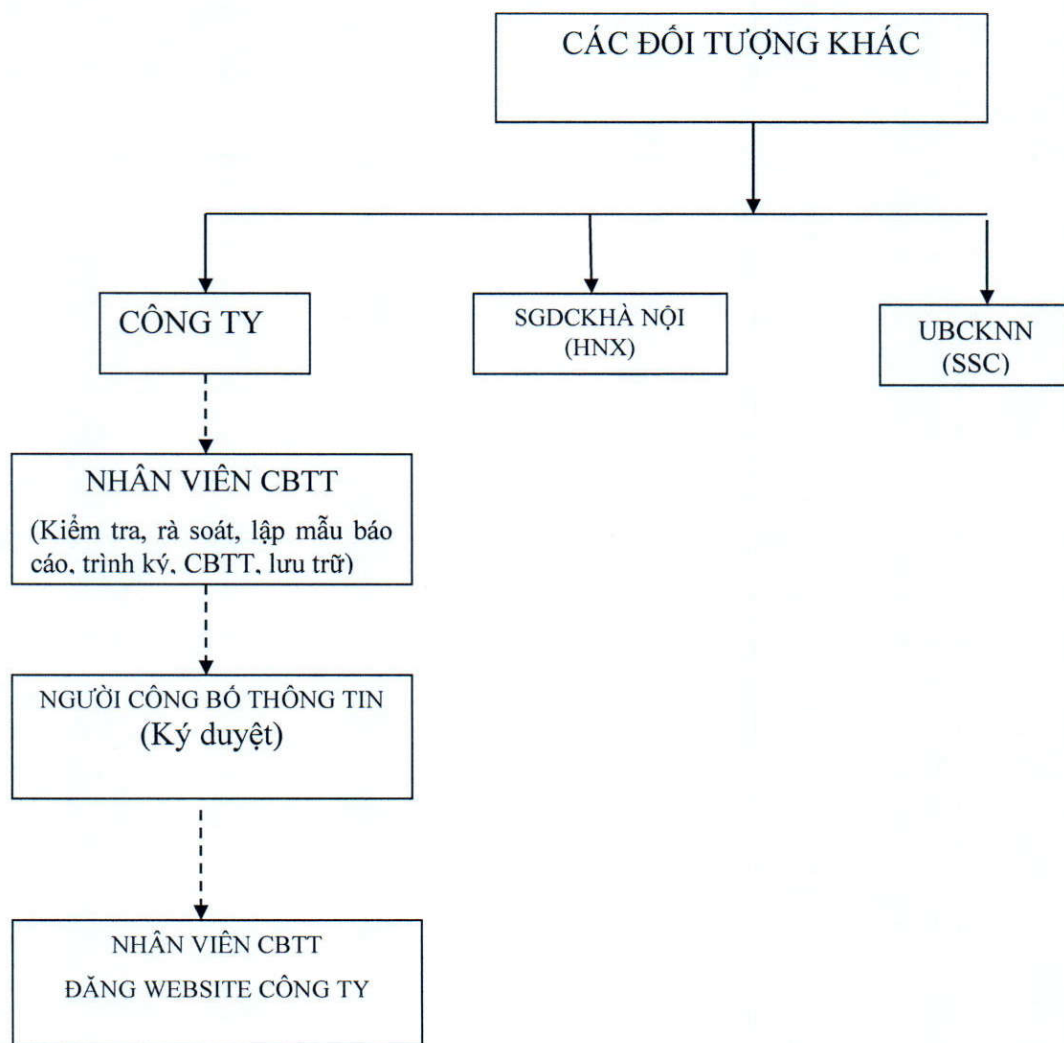 CÁC ĐỐI TƯỢNG KHÁC
CÔNG TY
SGDCKHÀ NỘI
(HNX)
UBCKNN
(SSC)
NHÂN VIÊN CBTT
(Kiểm tra, rà soát, lập mẫu báo
cáo, trình ký, CBTT, lưu trữ)
NGƯỜI CÔNG BỐ THÔNG TIN
(Ký duyệt)
NHÂN VIÊN CBTT
ĐĂNG WEBSITE CÔNG TY